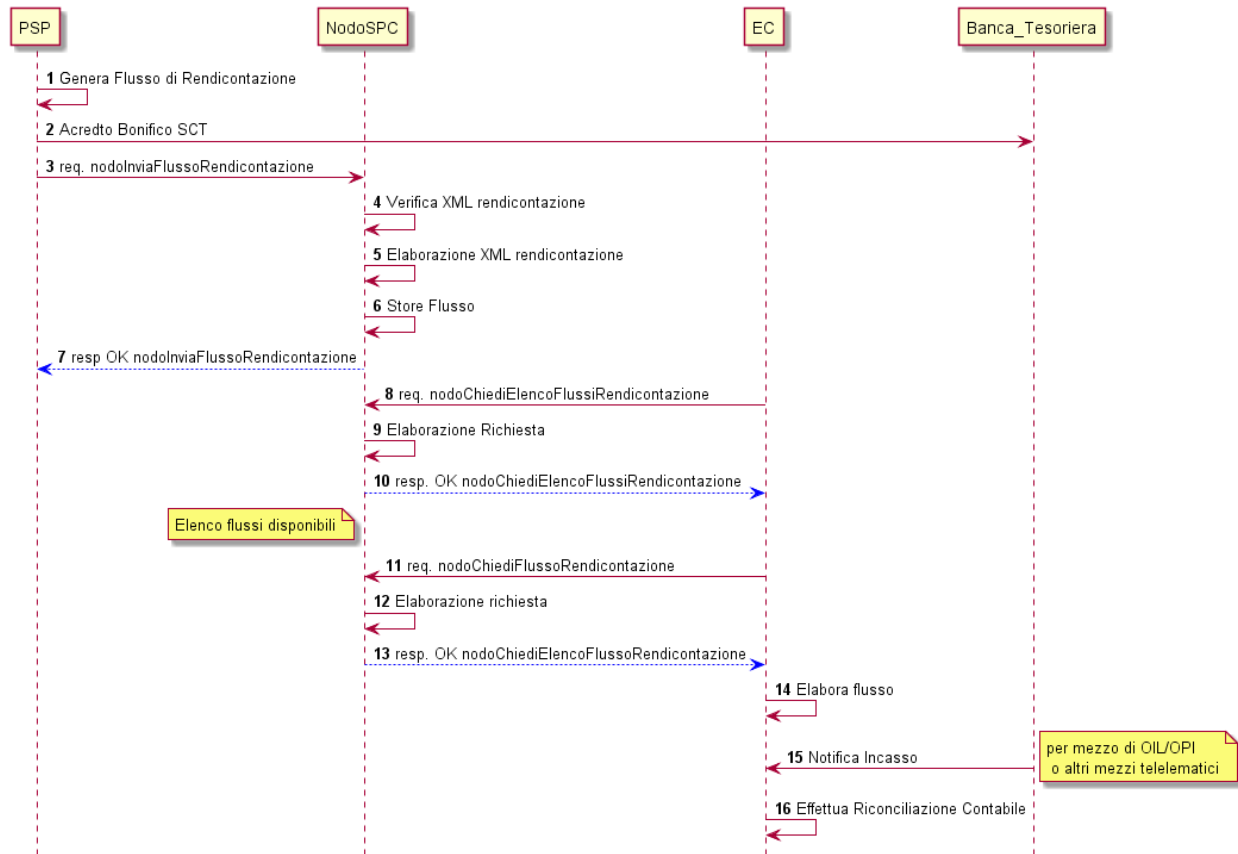 PSP
NodoSPC
EC
Banca_Tesoriera
1 Genera Flusso di Rendicontazione
2 Acredto Bonifico SCT
3 req. nodoInviaFlussoRendicontazione
4 Verifica XML rendicontazione
5 Elaborazione XML rendicontazione
6 Store Flusso
7 resp OK nodoInviaFlussoRendicontazione
8 req. nodoChiediElencoFlussiRendicontazione
9 Elaborazione Richiesta
10 resp. OK nodoChiediElencoFlussiRendicontazione
Elenco flussi disponibili
11 req. nodoChiediFlussoRendicontazione
12 Elaborazione richiesta
13 resp. OK nodoChiediElencoFlussoRendicontazione
14 Elabora flusso
per mezzo di OIL/OPI
o altri mezzi telelematici
15 Notifica Incasso
16 Effettua Riconciliazione Contabile